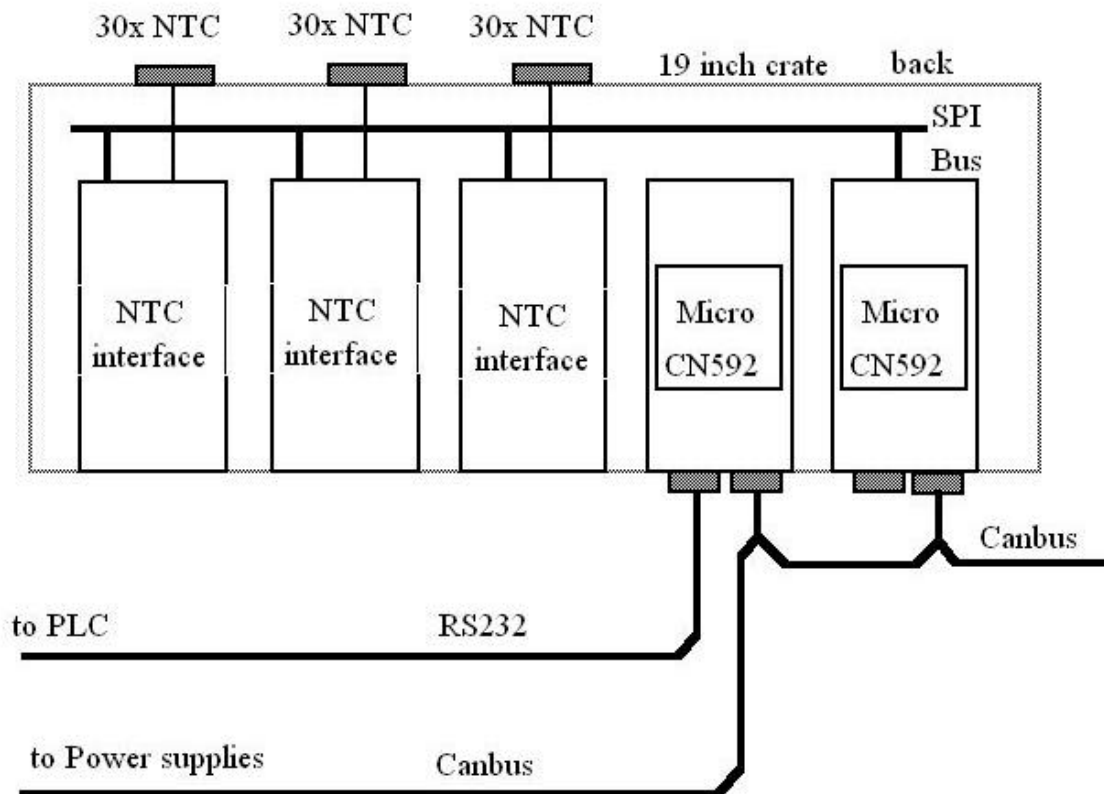 30x NTC
30x NTC
30x NTC
19 inch crate
back
SPI
Bus
NTC
interface
NTC
interface
NTC
interface
Micro
CN592
Micro
CN592
Canbus
to PLC
RS232
to Power supplies
Canbus